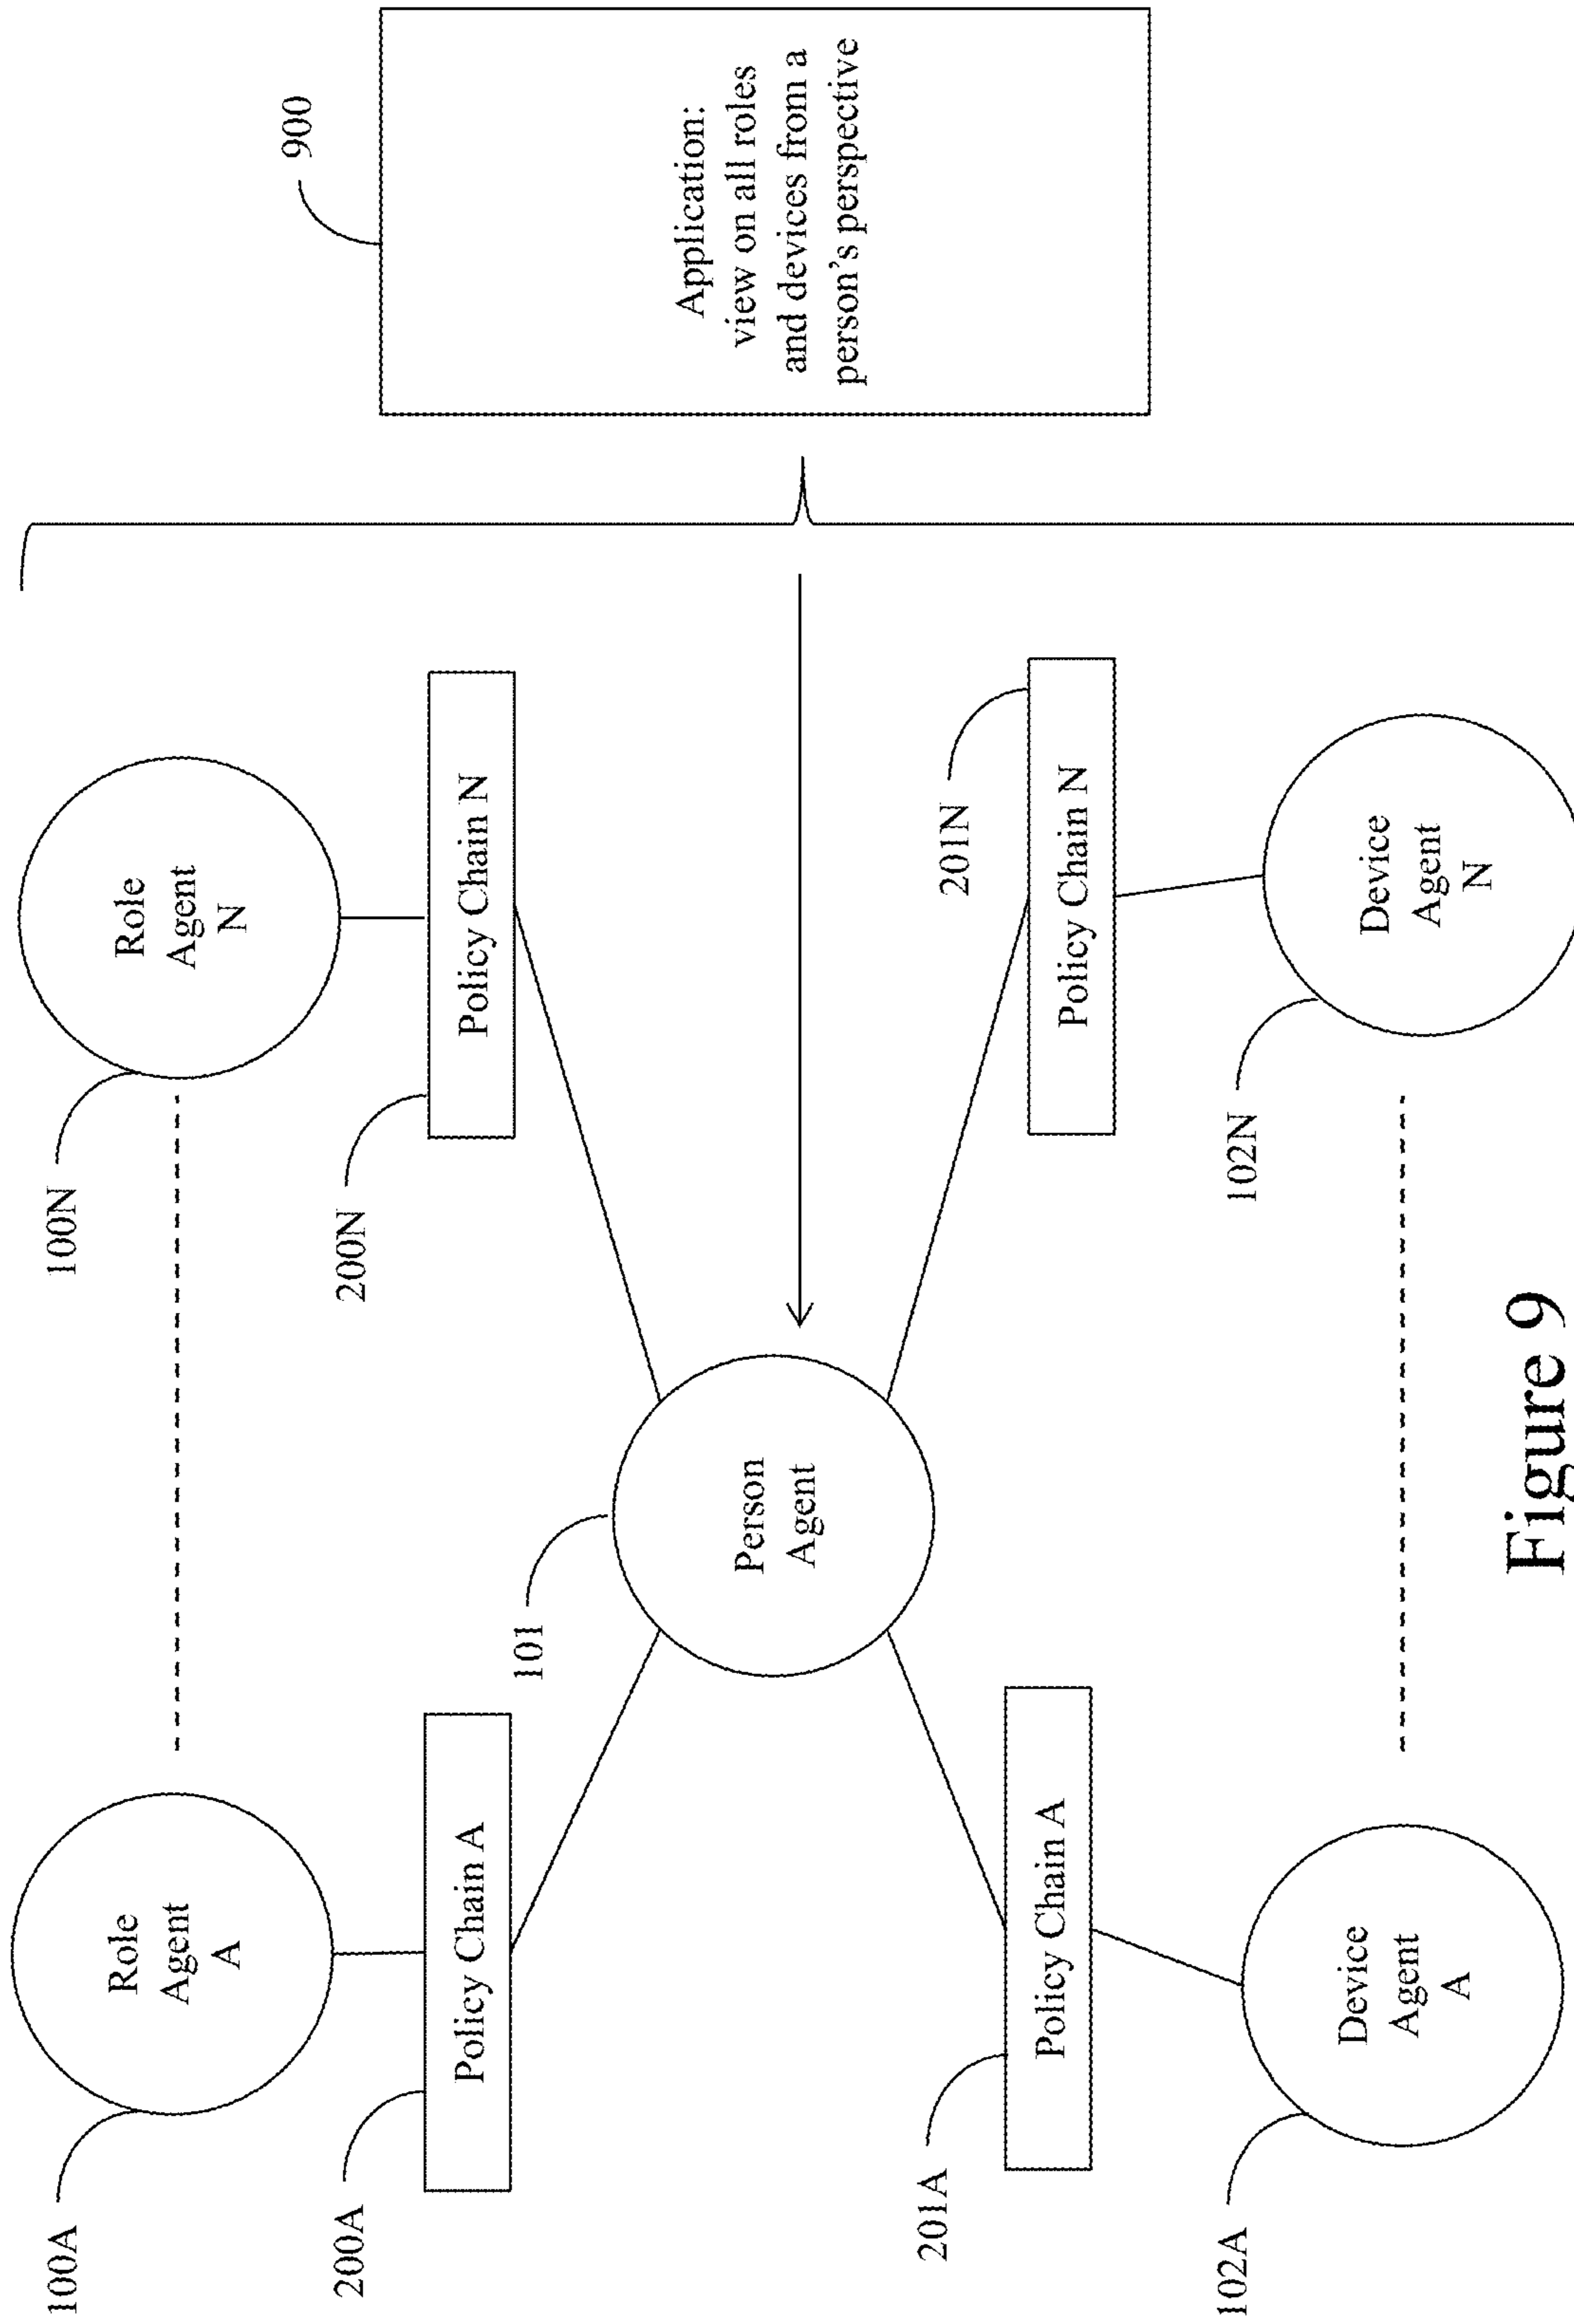 100A
Role
Agent
A
200A
Policy Chain A
100N
Role
Agent
N
200N
Policy Chain N
101
Person
Agent
201A
Policy Chain A
102A
Device
Agent
A
201N
Policy Chain N
102N
Device
Agent
N
900
Application:
view on all roles
and devices from a
person's perspective
Figure 9